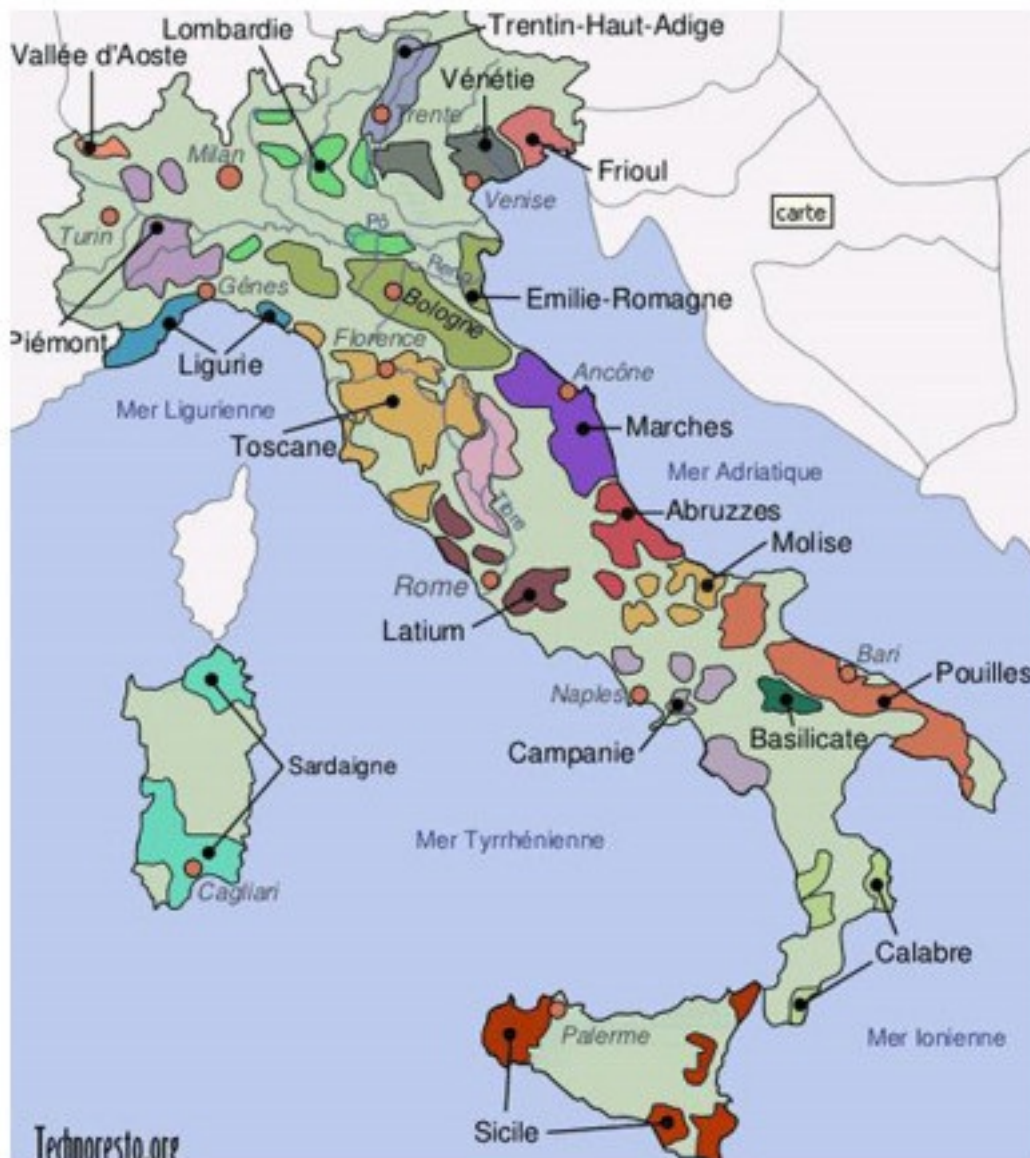 Trentin-Haut-Adige
Lombardie
Vallée d'Aoste
Vénétie
Trente
Milan
Frioul
Venise
carte
Turin
Pô
Reno
Gênes
Emilie-Romagne
Bologne
Piémont
Florence
Ligurie
Ancône
Mer Ligurienne
Marches
Toscane
Mer Adriatique
Abruzzes
Tibre
Molise
Rome
Latium
Bari
Pouilles
Naples
Basilicate
Campanie
Sardaigne
Mer Tyrrhénienne
Cagliari
Calabre
Palerme
Mer Ionienne
Sicile
Technoresto.org